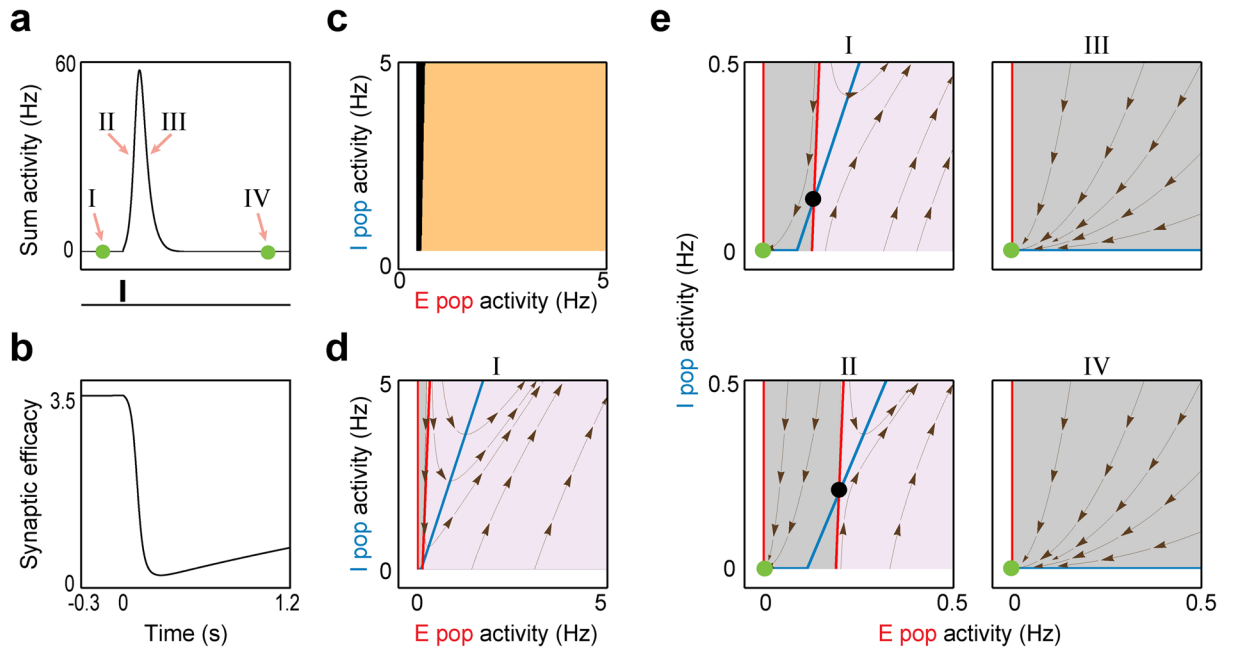 a
60
Sum activity (Hz)
II
III
I
IV
0
b
3.5
Synaptic efficacy
0
-0.3
0
1.2
Time (s)
c
5
I pop activity (Hz)
0
0
5
E pop activity (Hz)
d
I
5
I pop activity (Hz)
0
0
5
E pop activity (Hz)
e
I
III
0.5
0
I pop activity (Hz)
II
IV
0.5
0
0
0.5
0
0.5
E pop activity (Hz)